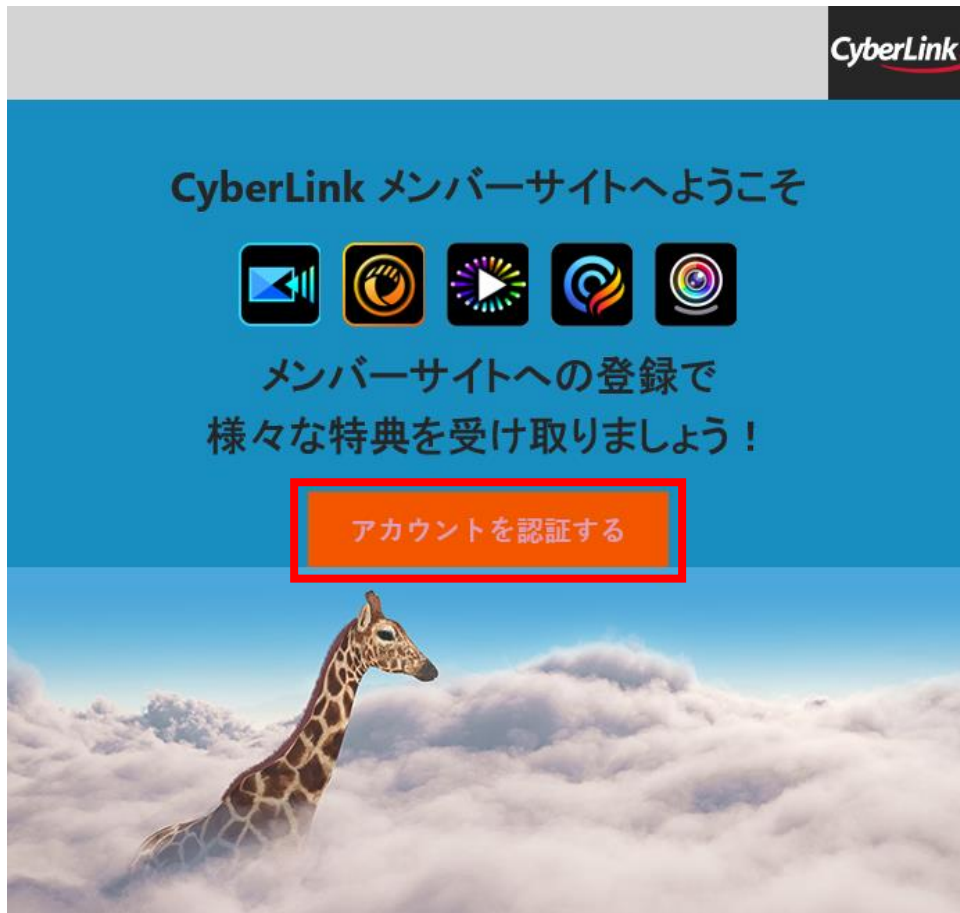 CyberLink
CyberLink メンバーサイトへようこそ
メンバーサイトへの登録で
様々な特典を受け取りましょう！
アカウントを認証する